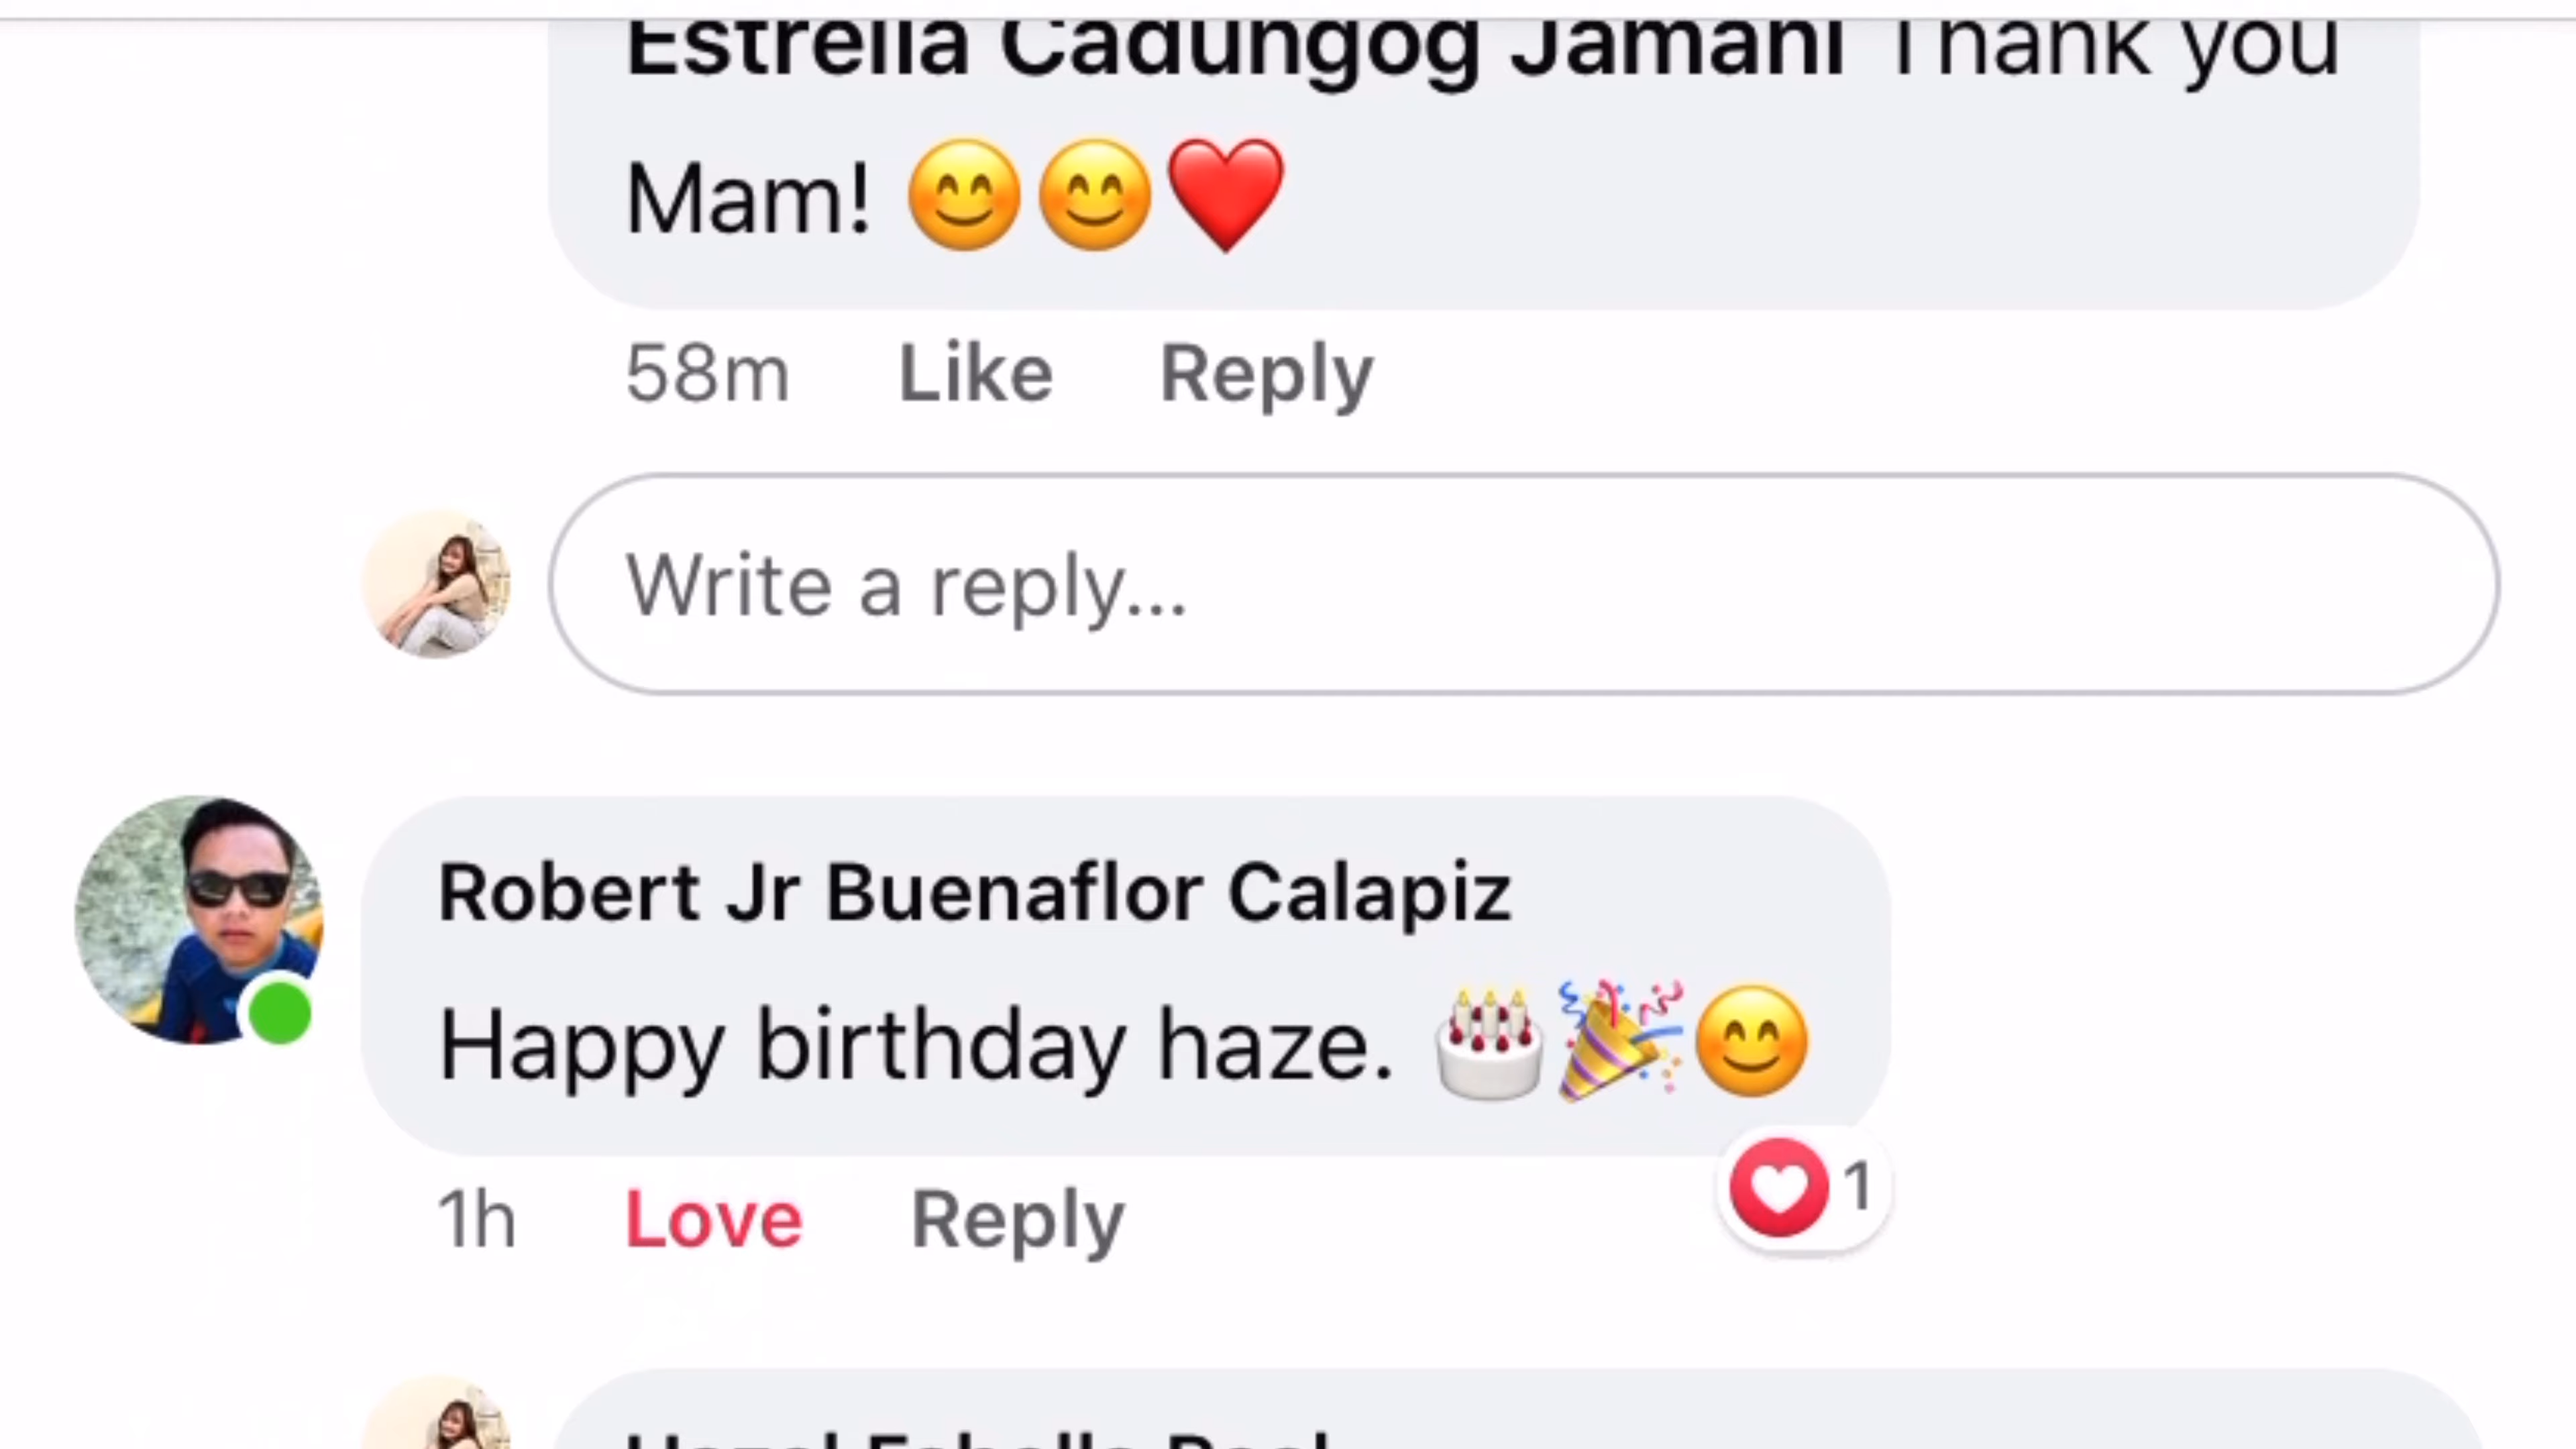 Estrella Cadungog Jamani Thank you
Mam! 😊😊❤️
58m Like Reply
Write a reply...
Robert Jr Buenaflor Calapiz
Happy birthday haze. 🎂🎉😊
1
1h Love Reply
Hazel